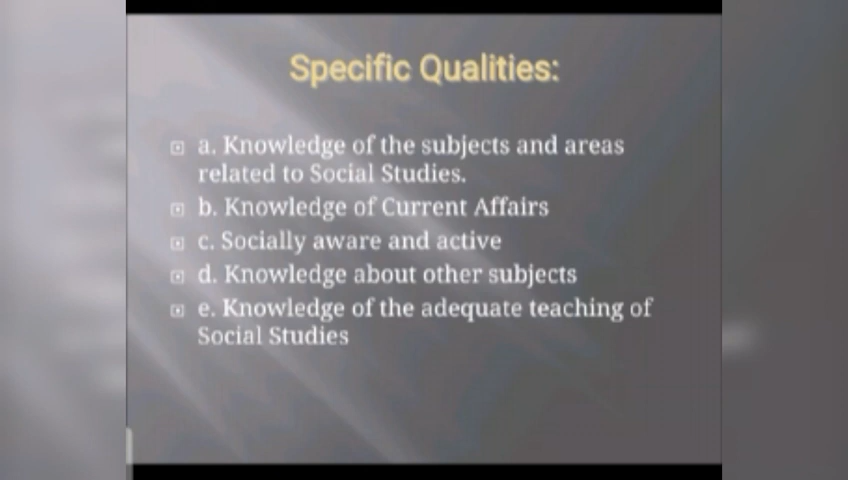 Specific Qualities:
a. Knowledge of the subjects and areas
related to Social Studies.
b. Knowledge of Current Affairs
c. Socially aware and active
d. Knowledge about other subjects
e. Knowledge of the adequate teaching of
Social Studies